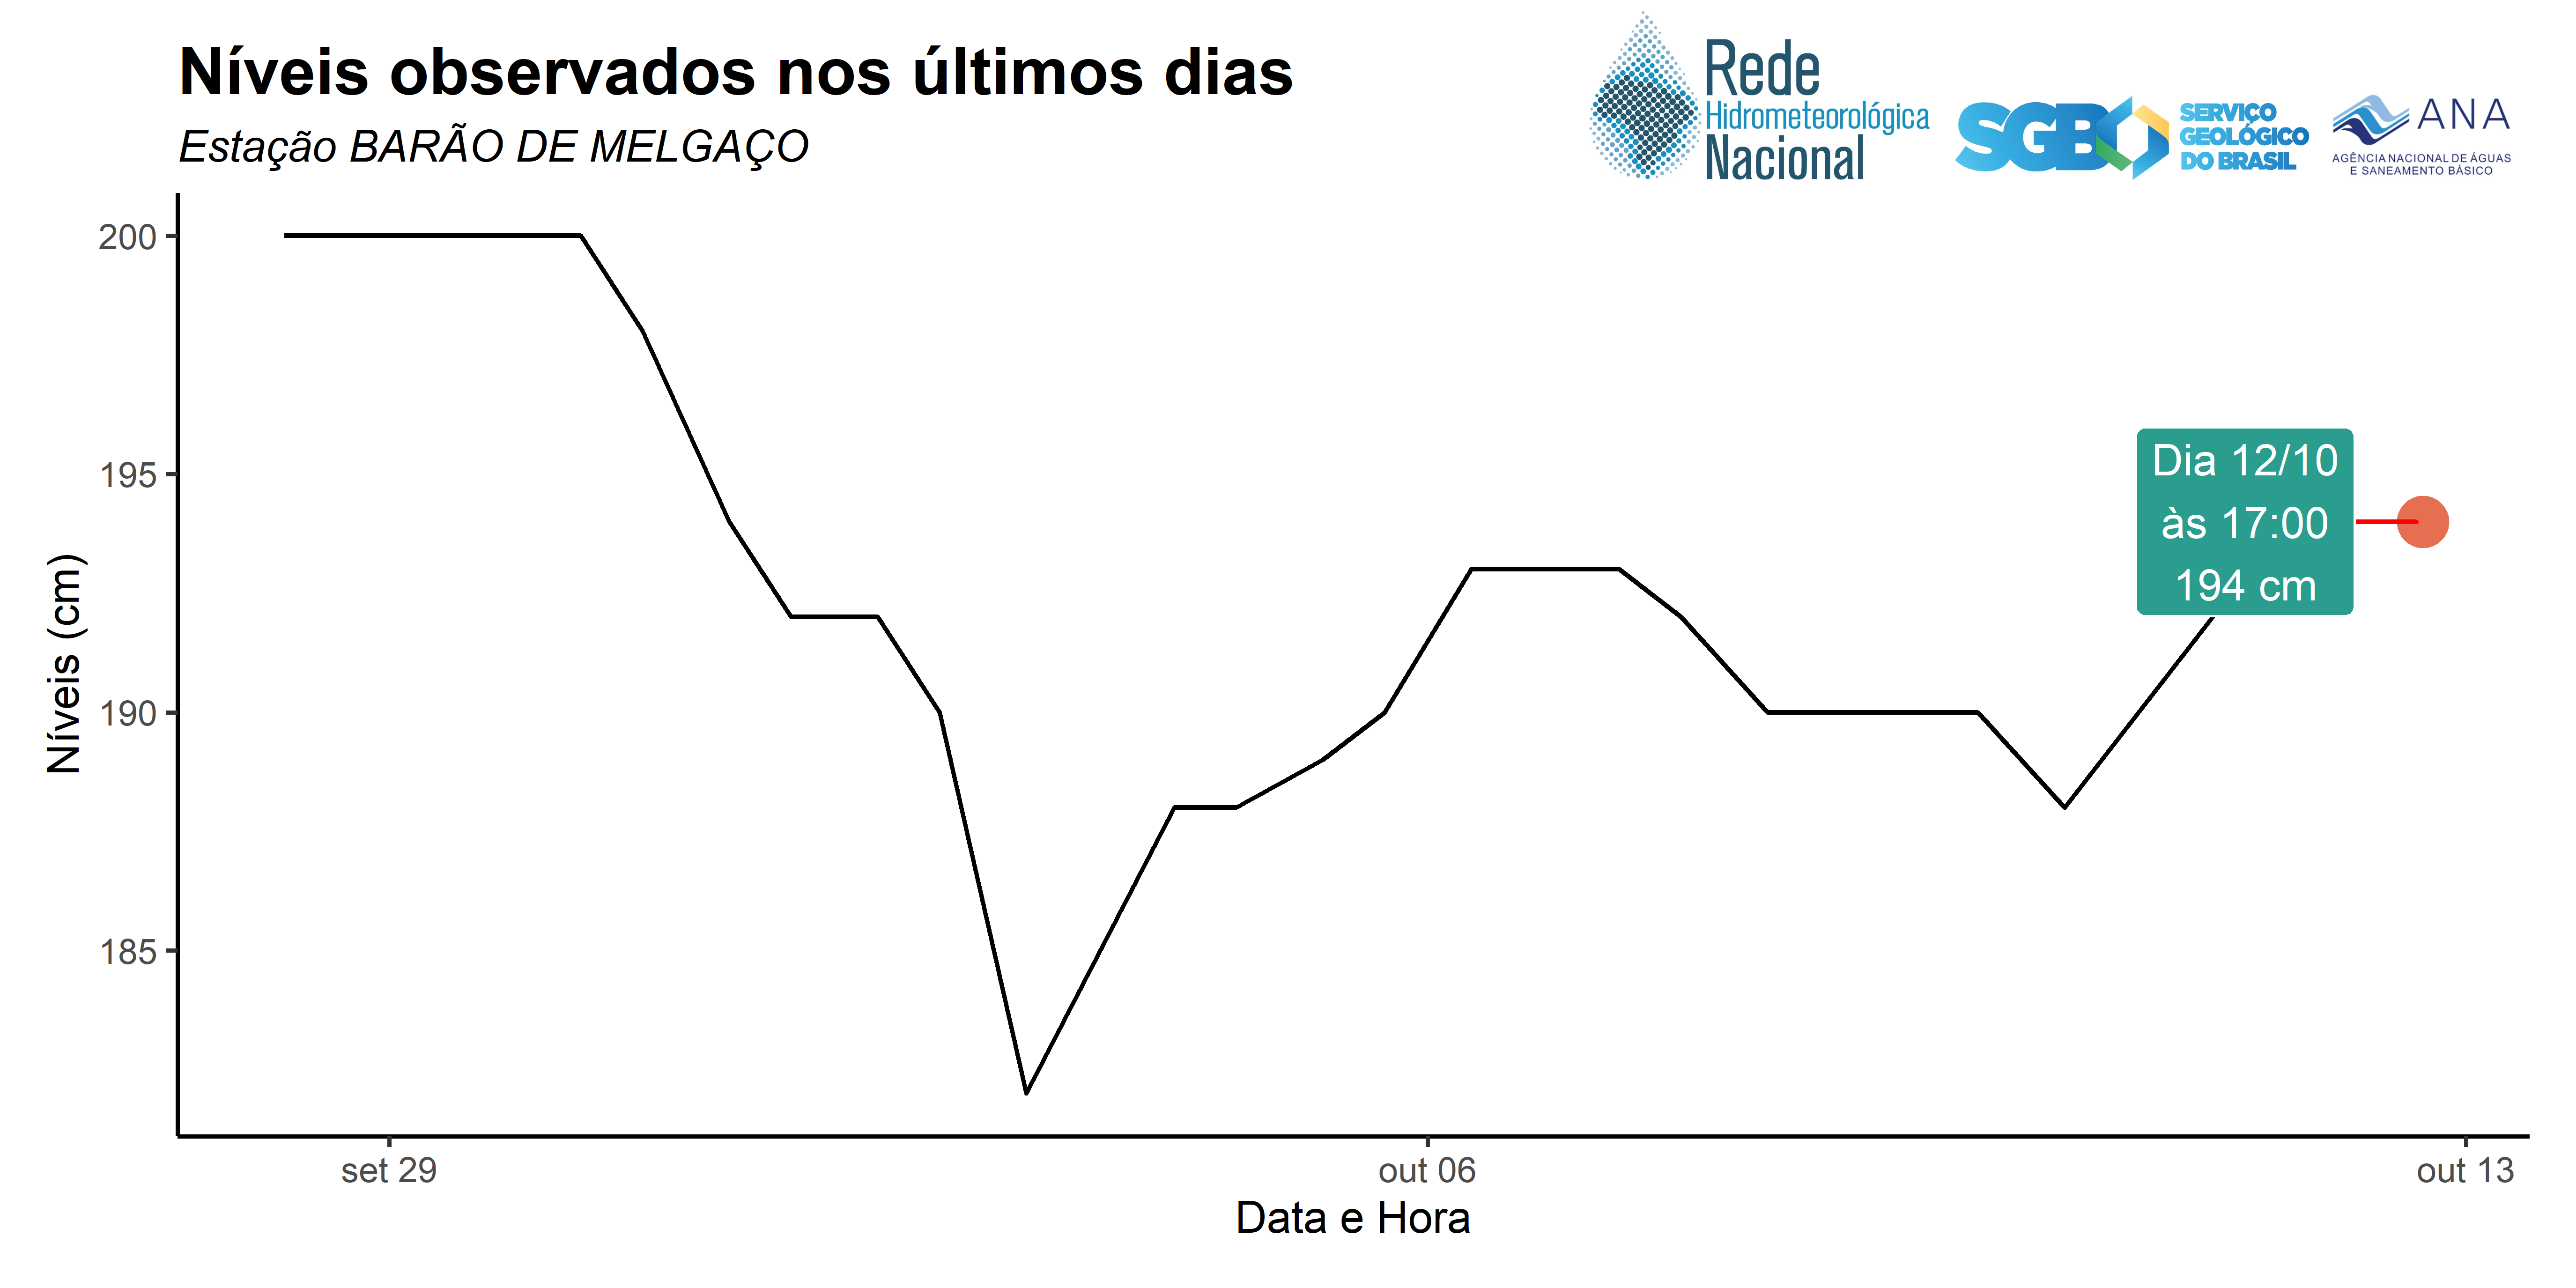 Níveis observados nos últimos dias
Estação BARÃO DE MELGAÇO
Rede
Hidrometeorológica
Nacional
SGB
SERVIÇO
GEOLÓGICO
DO BRASIL
ANA
AGÊNCIA NACIONAL DE ÁGUAS
E SANEAMENTO BÁSICO
200
195
190
185
Níveis (cm)
Dia 12/10
às 17:00
194 cm
set 29
out 06
out 13
Data e Hora